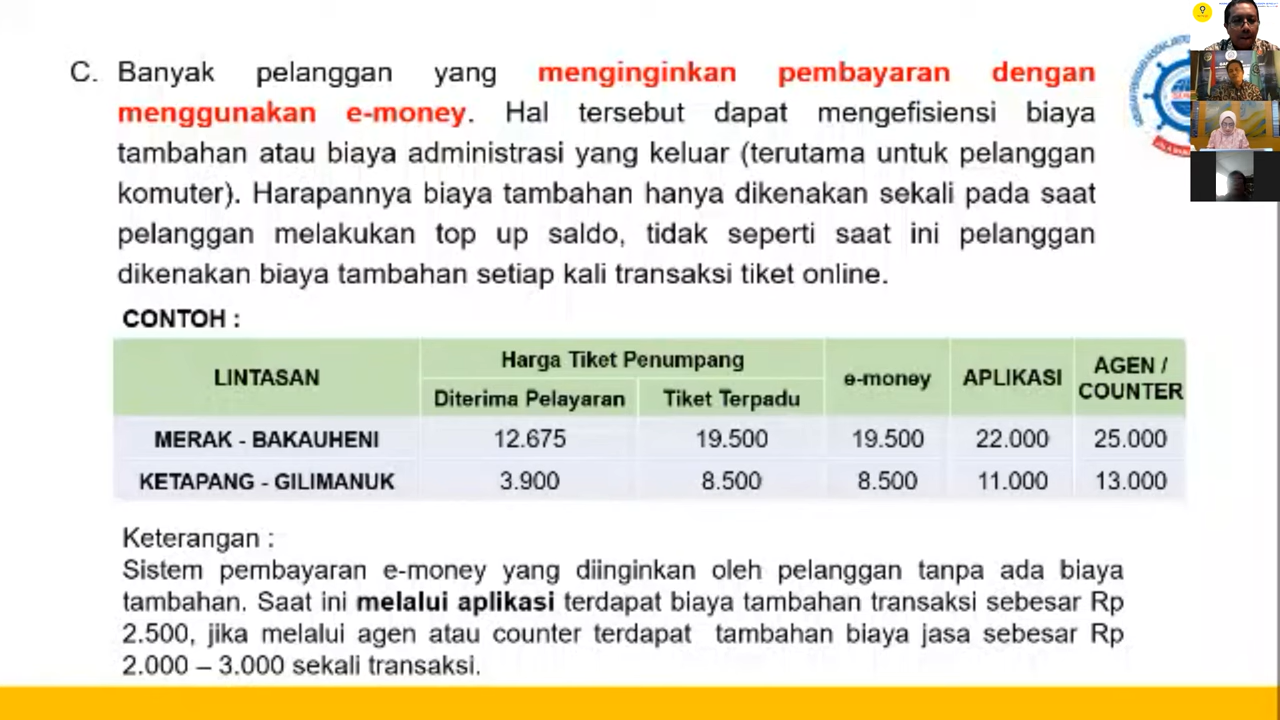 C. Banyak pelanggan yang menginginkan pembayaran dengan
menggunakan e-money. Hal tersebut dapat mengefisiensi biaya
tambahan atau biaya administrasi yang keluar (terutama untuk pelanggan
komuter). Harapannya biaya tambahan hanya dikenakan sekali pada saat
pelanggan melakukan top up saldo, tidak seperti saat ini pelanggan
dikenakan biaya tambahan setiap kali transaksi tiket online.
CONTOH :
LINTASAN Harga Tiket Penumpang e-money APLIKASI AGEN / COUNTER
Diterima Pelayaran Tiket Terpadu
MERAK - BAKAUHENI 12.675 19.500 19.500 22.000 25.000
KETAPANG - GILIMANUK 3.900 8.500 8.500 11.000 13.000
Keterangan :
Sistem pembayaran e-money yang diinginkan oleh pelanggan tanpa ada biaya
tambahan. Saat ini melalui aplikasi terdapat biaya tambahan transaksi sebesar Rp
2.500, jika melalui agen atau counter terdapat tambahan biaya jasa sebesar Rp
2.000 – 3.000 sekali transaksi.